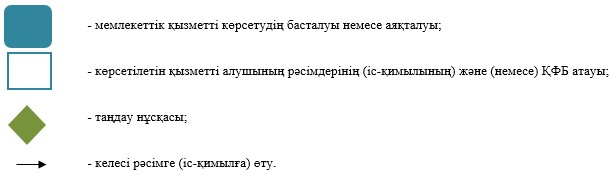 - мемлекеттік қызметті көрсетудің басталуы немесе аяқталуы;
- көрсетілетін қызметті алушының рәсімдерінің (іс-қимылының) және (немесе) ҚФБ атауы;
- таңдау нұсқасы;
- келесі рәсімге (іс-қимылға) өту.